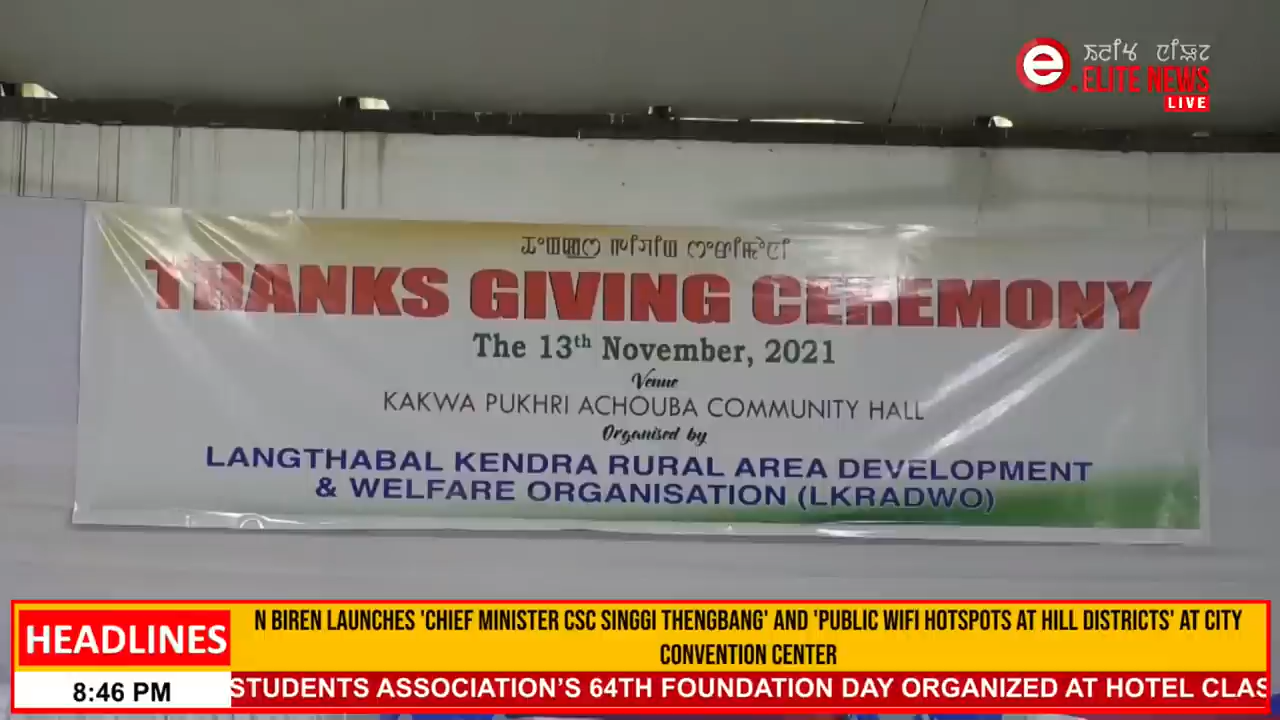 ELITE NEWS
LIVE
THANKS GIVING CEREMONY
The 13th November, 2021
Venue
KAKWA PUKHRI ACHOUBA COMMUNITY HALL
Organised by
LANGTHABAL KENDRA RURAL AREA DEVELOPMENT
& WELFARE ORGANISATION (LKRADWO)
HEADLINES
N BIREN LAUNCHES 'CHIEF MINISTER CSC SINGGI THENGBANG' AND 'PUBLIC WIFI HOTSPOTS AT HILL DISTRICTS' AT CITY
CONVENTION CENTER
8:46 PM
STUDENTS ASSOCIATION'S 64TH FOUNDATION DAY ORGANIZED AT HOTEL CLAS